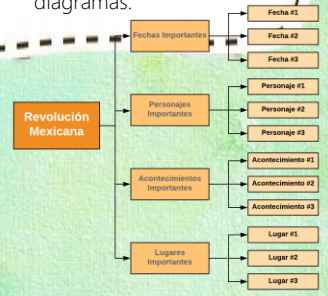 diagramas.
Revolución
Mexicana
Fechas Importantes
Fecha #1
Fecha #2
Fecha #3
Personajes
Importantes
Personaje #1
Personaje #2
Personaje #3
Acontecimientos
Importantes
Acontecimiento #1
Acontecimiento #2
Acontecimiento #3
Lugares
Importantes
Lugar #1
Lugar #2
Lugar #3